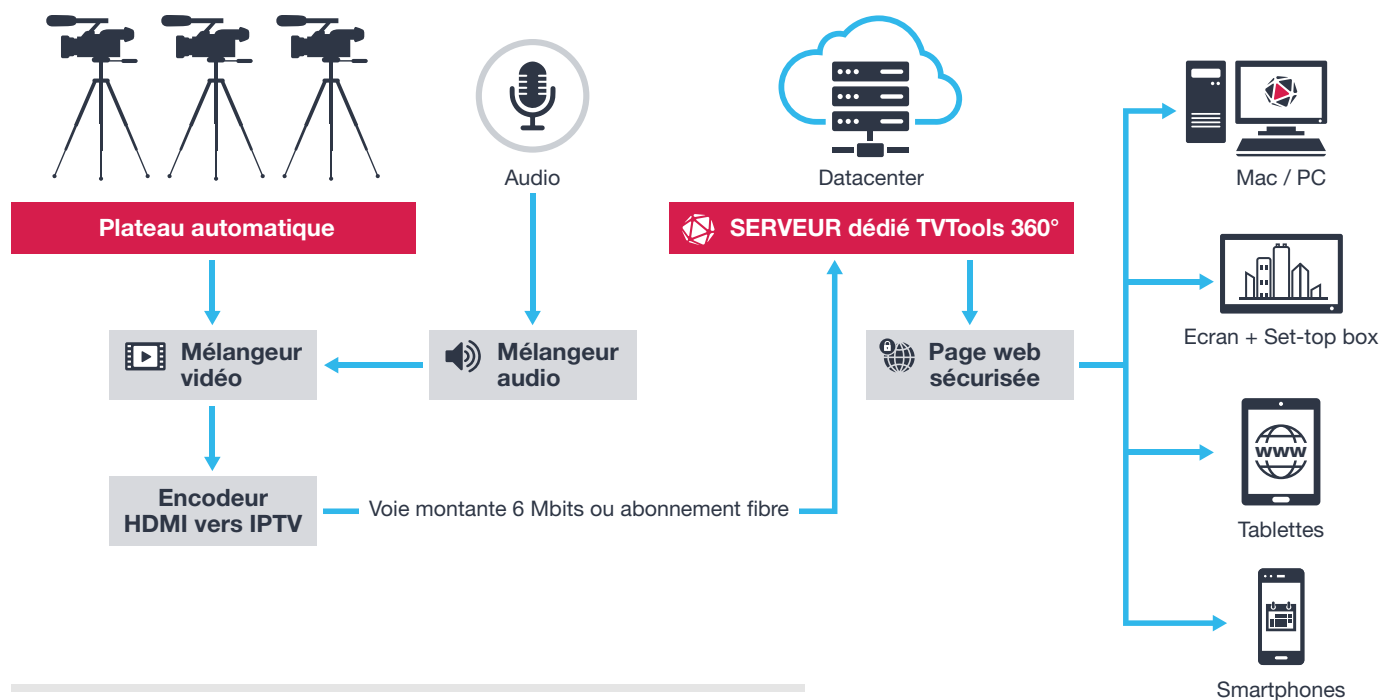 Audio
Datacenter
Mac / PC
Plateau automatique
SERVEUR dédié TVTools 360°
Mélangeur
vidéo
Mélangeur
audio
Page web
sécurisée
Ecran + Set-top box
Encodeur
HDMI vers IPTV
Voie montante 6 Mbits ou abonnement fibre
www
Tablettes
Smartphones